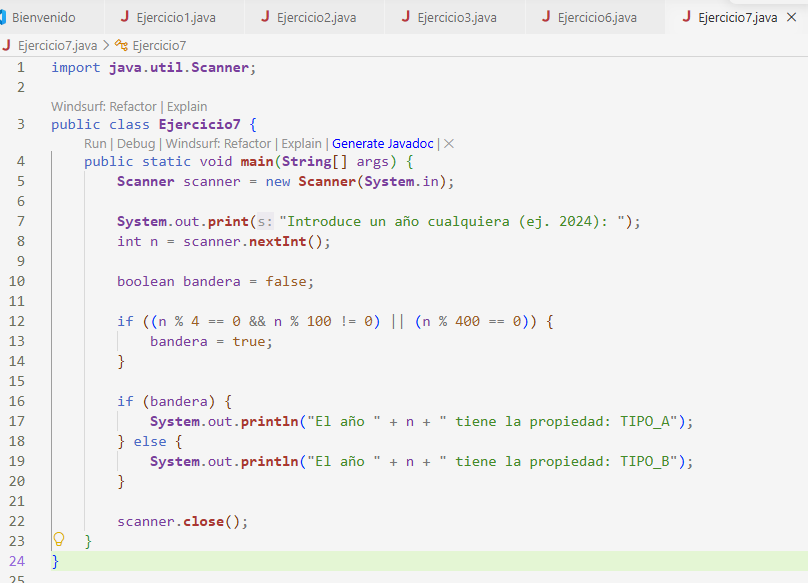 Bienvenido J Ejercicio1.java J Ejercicio2.java J Ejercicio3.java J Ejercicio6.java J Ejercicio7.java ×
J Ejercicio7.java > Ejercicio7
1 import java.util.Scanner;
2
Windsurf: Refactor | Explain
3 public class Ejercicio7 {
Run | Debug | Windsurf: Refactor | Explain | Generate Javadoc | ×
4 public static void main(String[] args) {
5 Scanner scanner = new Scanner(System.in);
6
7 System.out.print(s: "Introduce un año cualquiera (ej. 2024): ");
8 int n = scanner.nextInt();
9
10 boolean bandera = false;
11
12 if ((n % 4 == 0 && n % 100 != 0) || (n % 400 == 0)) {
13 bandera = true;
14 }
15
16 if (bandera) {
17 System.out.println("El año " + n + " tiene la propiedad: TIPO_A");
18 } else {
19 System.out.println("El año " + n + " tiene la propiedad: TIPO_B");
20 }
21
22 scanner.close();
23 }
24 }
25